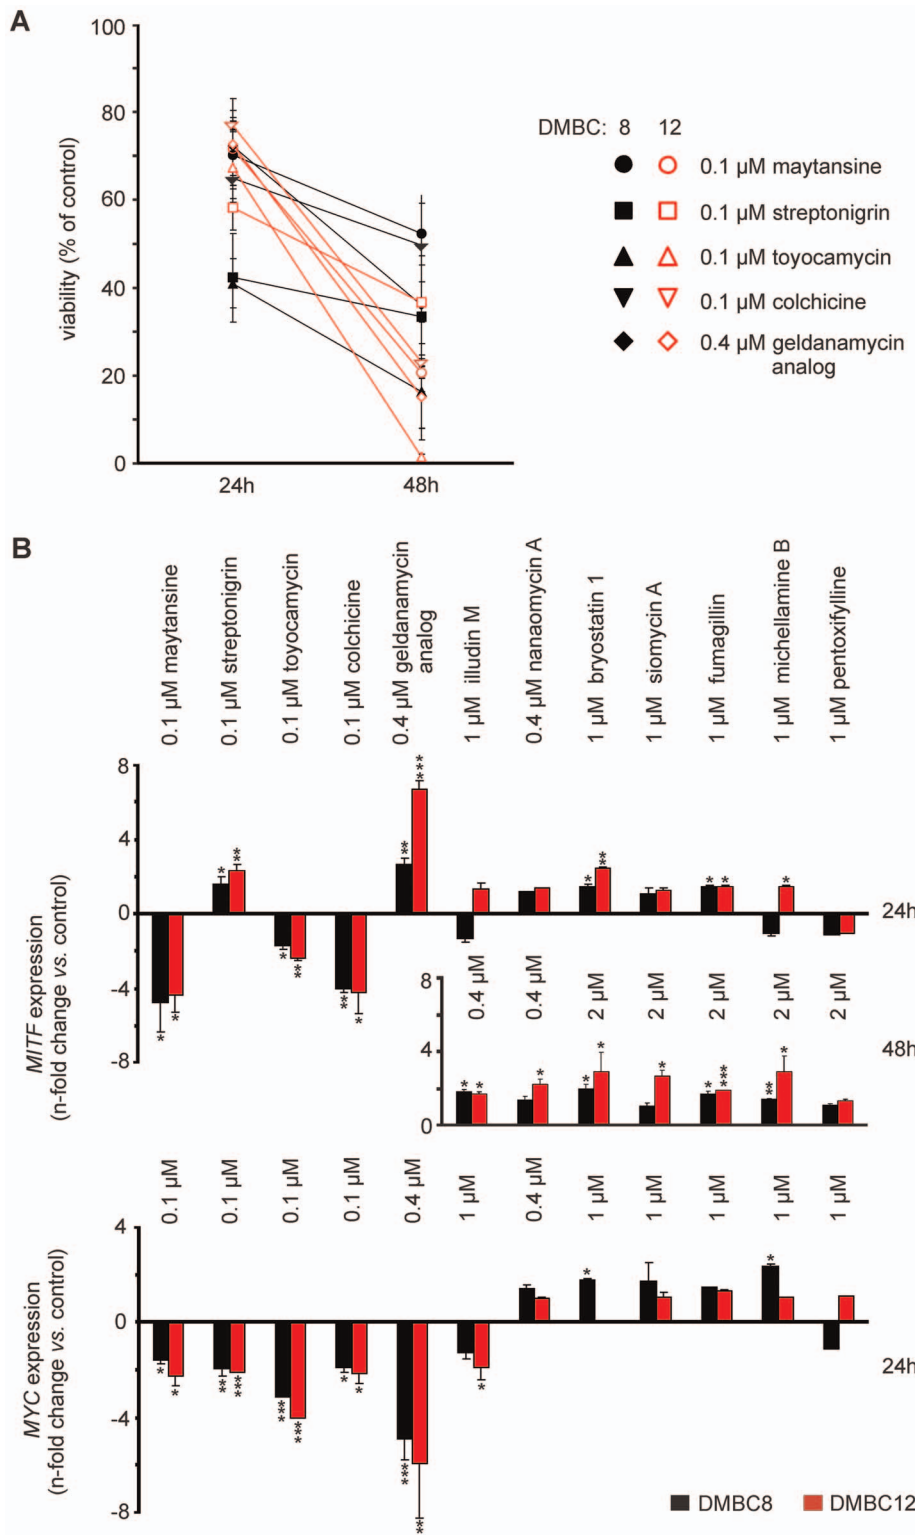 A
100
80
60
40
20
0
viability (% of control)
24h
48h
DMBC: 8 12
0.1 µM maytansine
0.1 µM streptonigrin
0.1 µM toyocamycin
0.1 µM colchicine
0.4 µM geldanamycin
analog
B
0.1 µM maytansine
0.1 µM streptonigrin
0.1 µM toyocamycin
0.1 µM colchicine
0.4 µM geldanamycin
analog
1 µM illudin M
0.4 µM nanaomycin A
1 µM bryostatin 1
1 µM siomycin A
1 µM fumagillin
1 µM michellamine B
1 µM pentoxifylline
8
4
0
-4
-8
MITF expression
(n-fold change vs. control)
* * * ** * ** ** * ** *** * ** * * *
24h
0.4 µM
0.4 µM
2 µM
2 µM
2 µM
2 µM
2 µM
8
4
0
* * * * * * * *** ** *
48h
0.1 µM
0.1 µM
0.1 µM
0.1 µM
0.4 µM
1 µM
0.4 µM
1 µM
1 µM
1 µM
1 µM
1 µM
4
0
-4
-8
MYC expression
(n-fold change vs. control)
* * ** *** *** *** * * *** ** * * *
24h
DMBC8 DMBC12